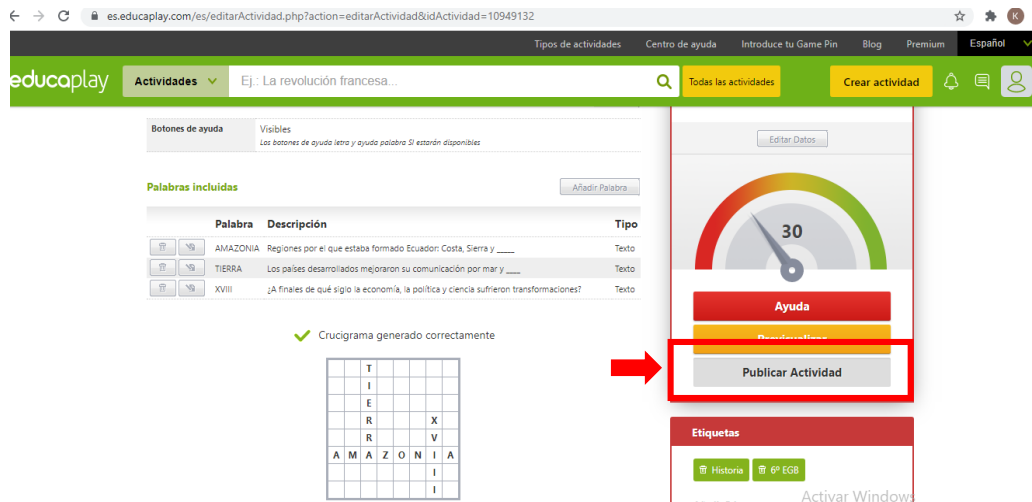 es.educaplay.com/es/editarActividad.php?action=editarActividad&idActividad=10949132
K
Tipos de actividades Centro de ayuda Introduce tu Game Pin Blog Premium Español
educaplay Actividades Ej.: La revolución francesa... Todas las actividades Crear actividad
Botones de ayuda Visibles
Los botones de ayuda letra y ayuda palabra SI estarán disponibles
Editar Datos
Palabras incluidas Añadir Palabra
Palabra Descripción Tipo
AMAZONIA Regiones por el que estaba formado Ecuador: Costa, Sierra y _____ Texto
TIERRA Los países desarrollados mejoraron su comunicación por mar y ____ Texto
XVIII ¿A finales de qué siglo la economía, la política y ciencia sufrieron transformaciones? Texto
30
Ayuda
Previsualizar
Publicar Actividad
Crucigrama generado correctamente
T
I
E
R X
R V
A M A Z O N I A
I
I
Etiquetas
Historia 6º EGB
Activar Windows